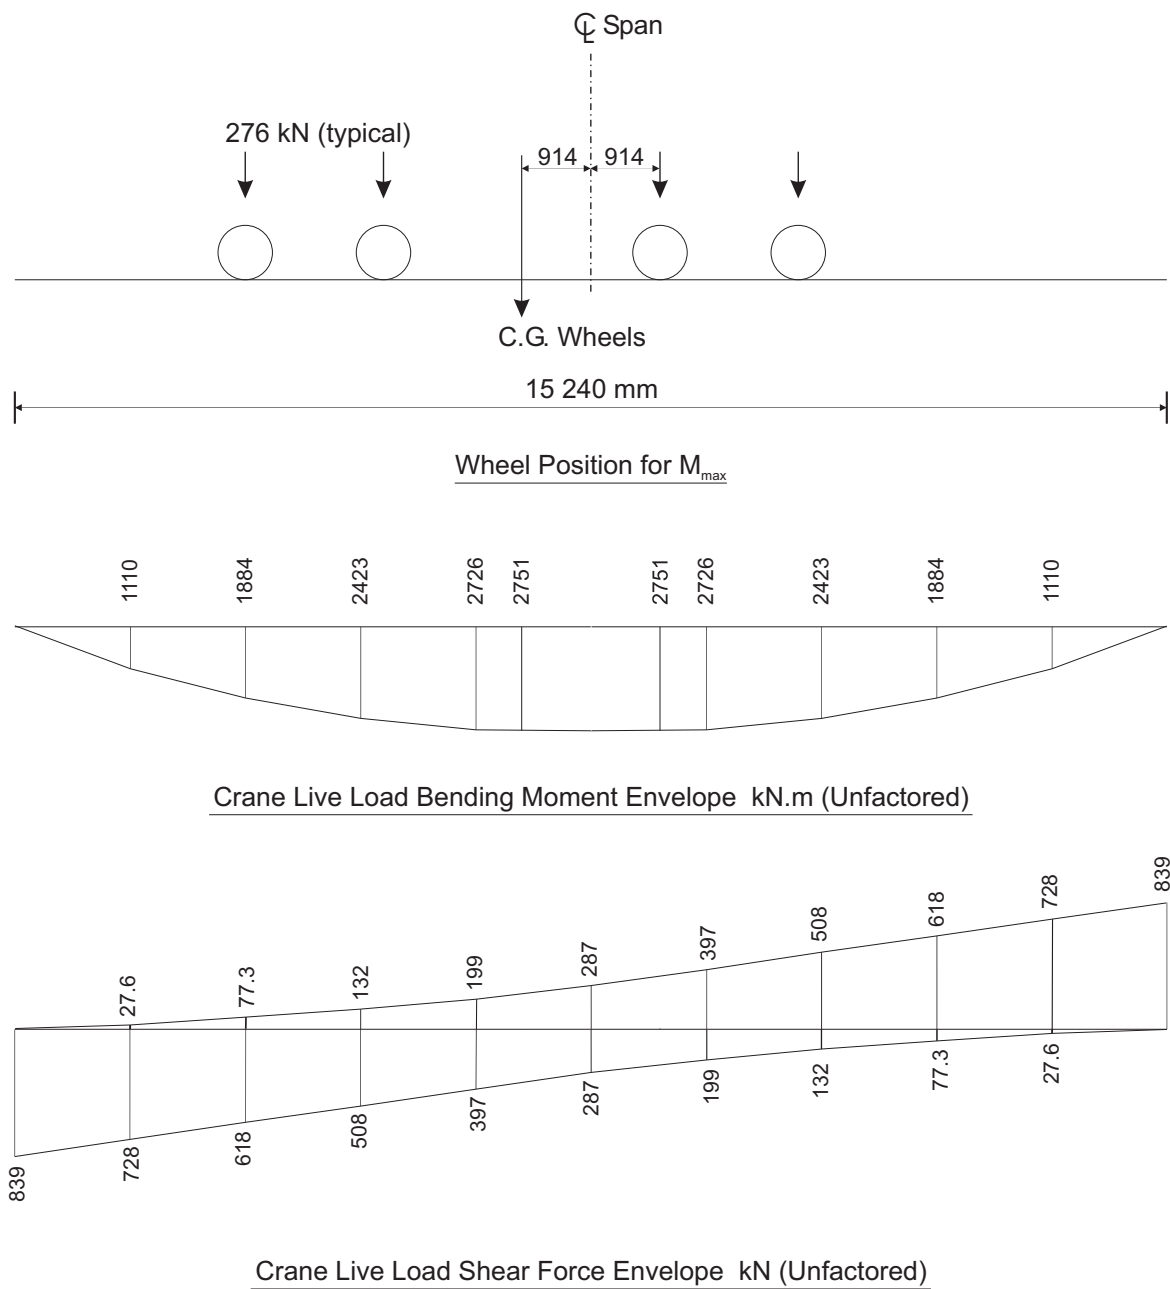 ℄ Span
276 kN (typical)
914 914
C.G. Wheels
15 240 mm
Wheel Position for Mmax
1110 1884 2423 2726 2751 2751 2726 2423 1884 1110
Crane Live Load Bending Moment Envelope kN.m (Unfactored)
27.6 77.3 132 199 287 397 508 618 728 839
839 728 618 508 397 287 199 132 77.3 27.6
Crane Live Load Shear Force Envelope kN (Unfactored)